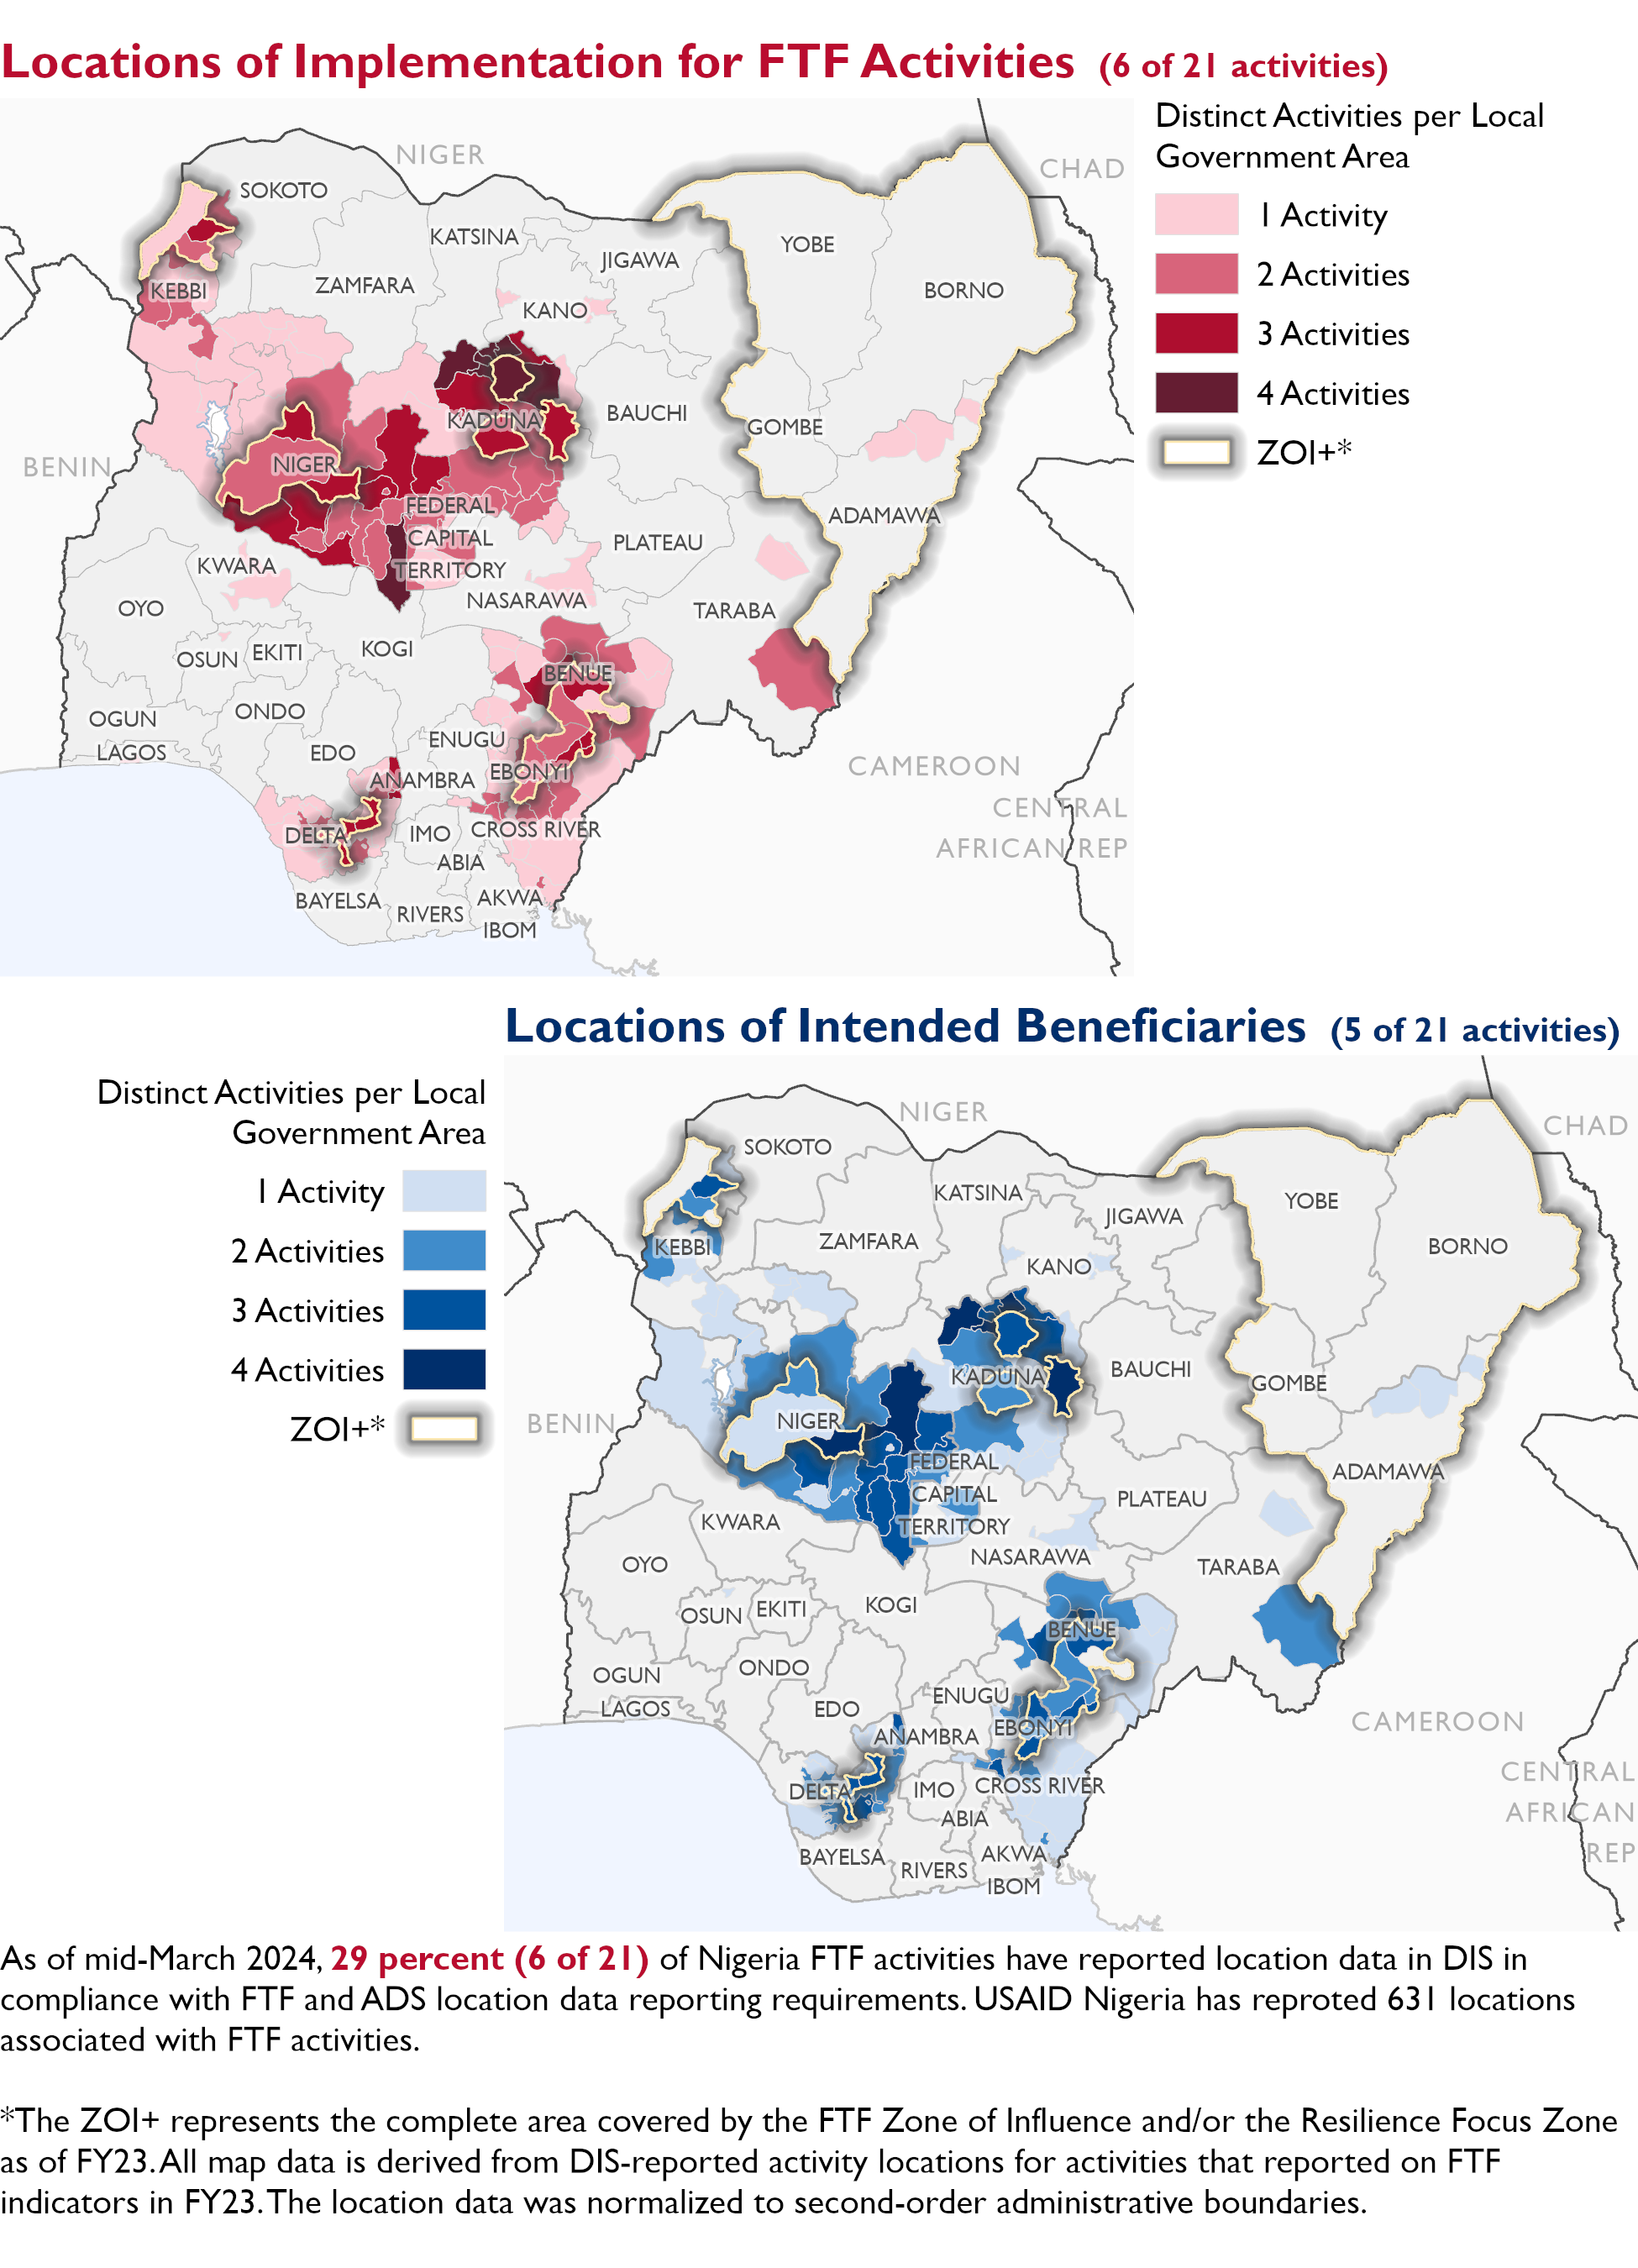 Locations of Implementation for FTF Activities (6 of 21 activities)
Distinct Activities per Local
Government Area
1 Activity
2 Activities
3 Activities
4 Activities
ZOI+*
NIGER
CHAD
SOKOTO
KATSINA
YOBE
JIGAWA
ZAMFARA
BORNO
KEBBI
KANO
KADUNA
BAUCHI
GOMBE
BENIN
NIGER
FEDERAL
CAPITAL
TERRITORY
ADAMAWA
PLATEAU
KWARA
NASARAWA
TARABA
OYO
OSUN
EKITI
KOGI
BENUE
OGUN
ONDO
LAGOS
EDO
ENUGU
ANAMBRA
EBONYI
CAMEROON
CENTRAL
AFRICAN REP
DELTA
IMO
CROSS RIVER
ABIA
BAYELSA
RIVERS
AKWA
IBOM
Locations of Intended Beneficiaries (5 of 21 activities)
Distinct Activities per Local
Government Area
1 Activity
2 Activities
3 Activities
4 Activities
ZOI+*
NIGER
CHAD
SOKOTO
KATSINA
YOBE
JIGAWA
ZAMFARA
BORNO
KEBBI
KANO
KADUNA
BAUCHI
GOMBE
BENIN
NIGER
FEDERAL
CAPITAL
TERRITORY
ADAMAWA
PLATEAU
KWARA
NASARAWA
TARABA
OYO
OSUN
EKITI
KOGI
BENUE
OGUN
ONDO
LAGOS
EDO
ENUGU
ANAMBRA
EBONYI
CAMEROON
CENTRAL
AFRICAN
REP
DELTA
IMO
CROSS RIVER
ABIA
BAYELSA
RIVERS
AKWA
IBOM
As of mid-March 2024, 29 percent (6 of 21) of Nigeria FTF activities have reported location data in DIS in
compliance with FTF and ADS location data reporting requirements. USAID Nigeria has reproted 631 locations
associated with FTF activities.
*The ZOI+ represents the complete area covered by the FTF Zone of Influence and/or the Resilience Focus Zone
as of FY23. All map data is derived from DIS-reported activity locations for activities that reported on FTF
indicators in FY23. The location data was normalized to second-order administrative boundaries.